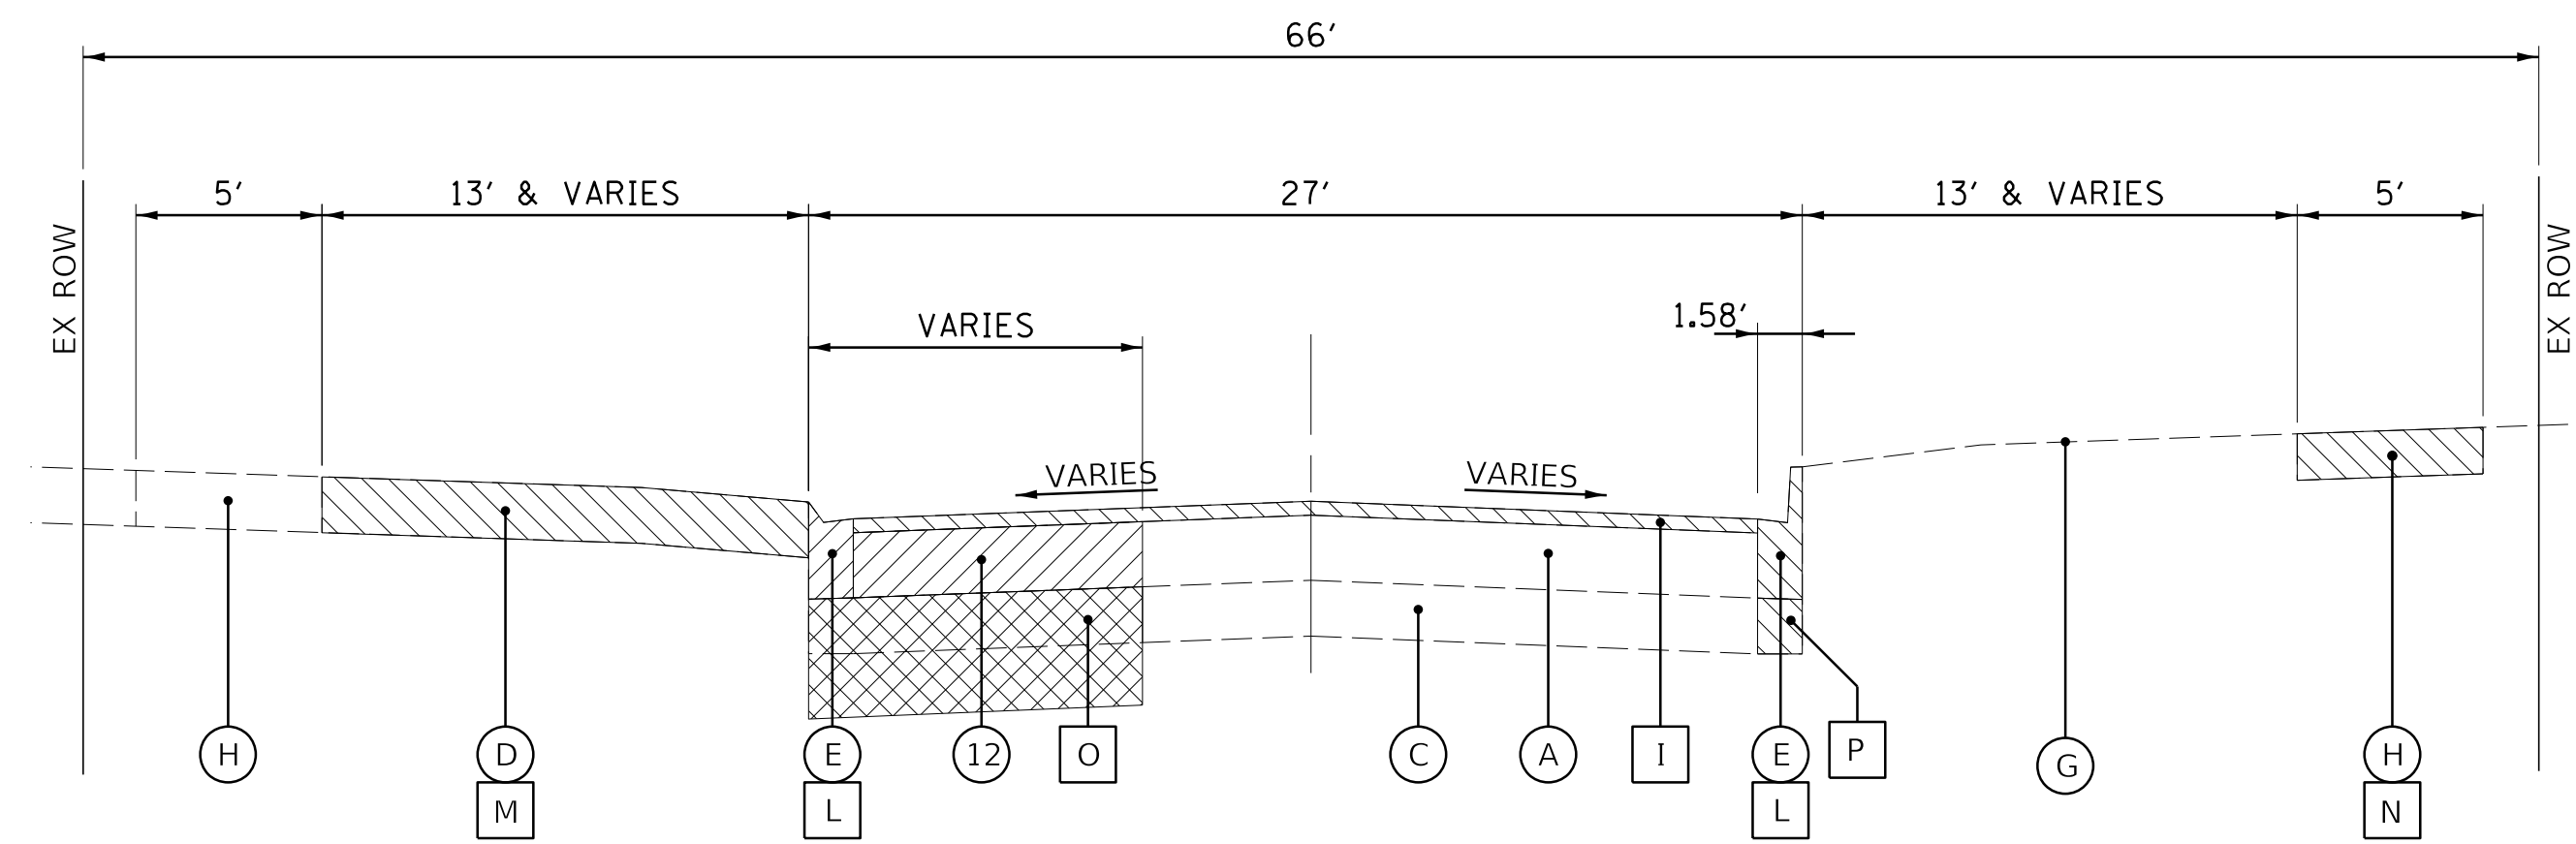 66'
5'
13' & VARIES
27'
13' & VARIES
5'
EX ROW
EX ROW
1.58'
VARIES
VARIES
VARIES
H
D
E
12
O
C
A
I
E
P
G
H
M
L
L
N